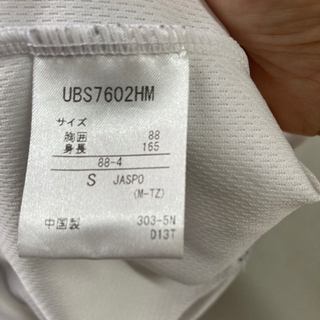 UBS7602HM
サイズ
胸囲 88
身長 165
88-4
S JASPO
(M-TZ)
中国製 303-5N
D13T